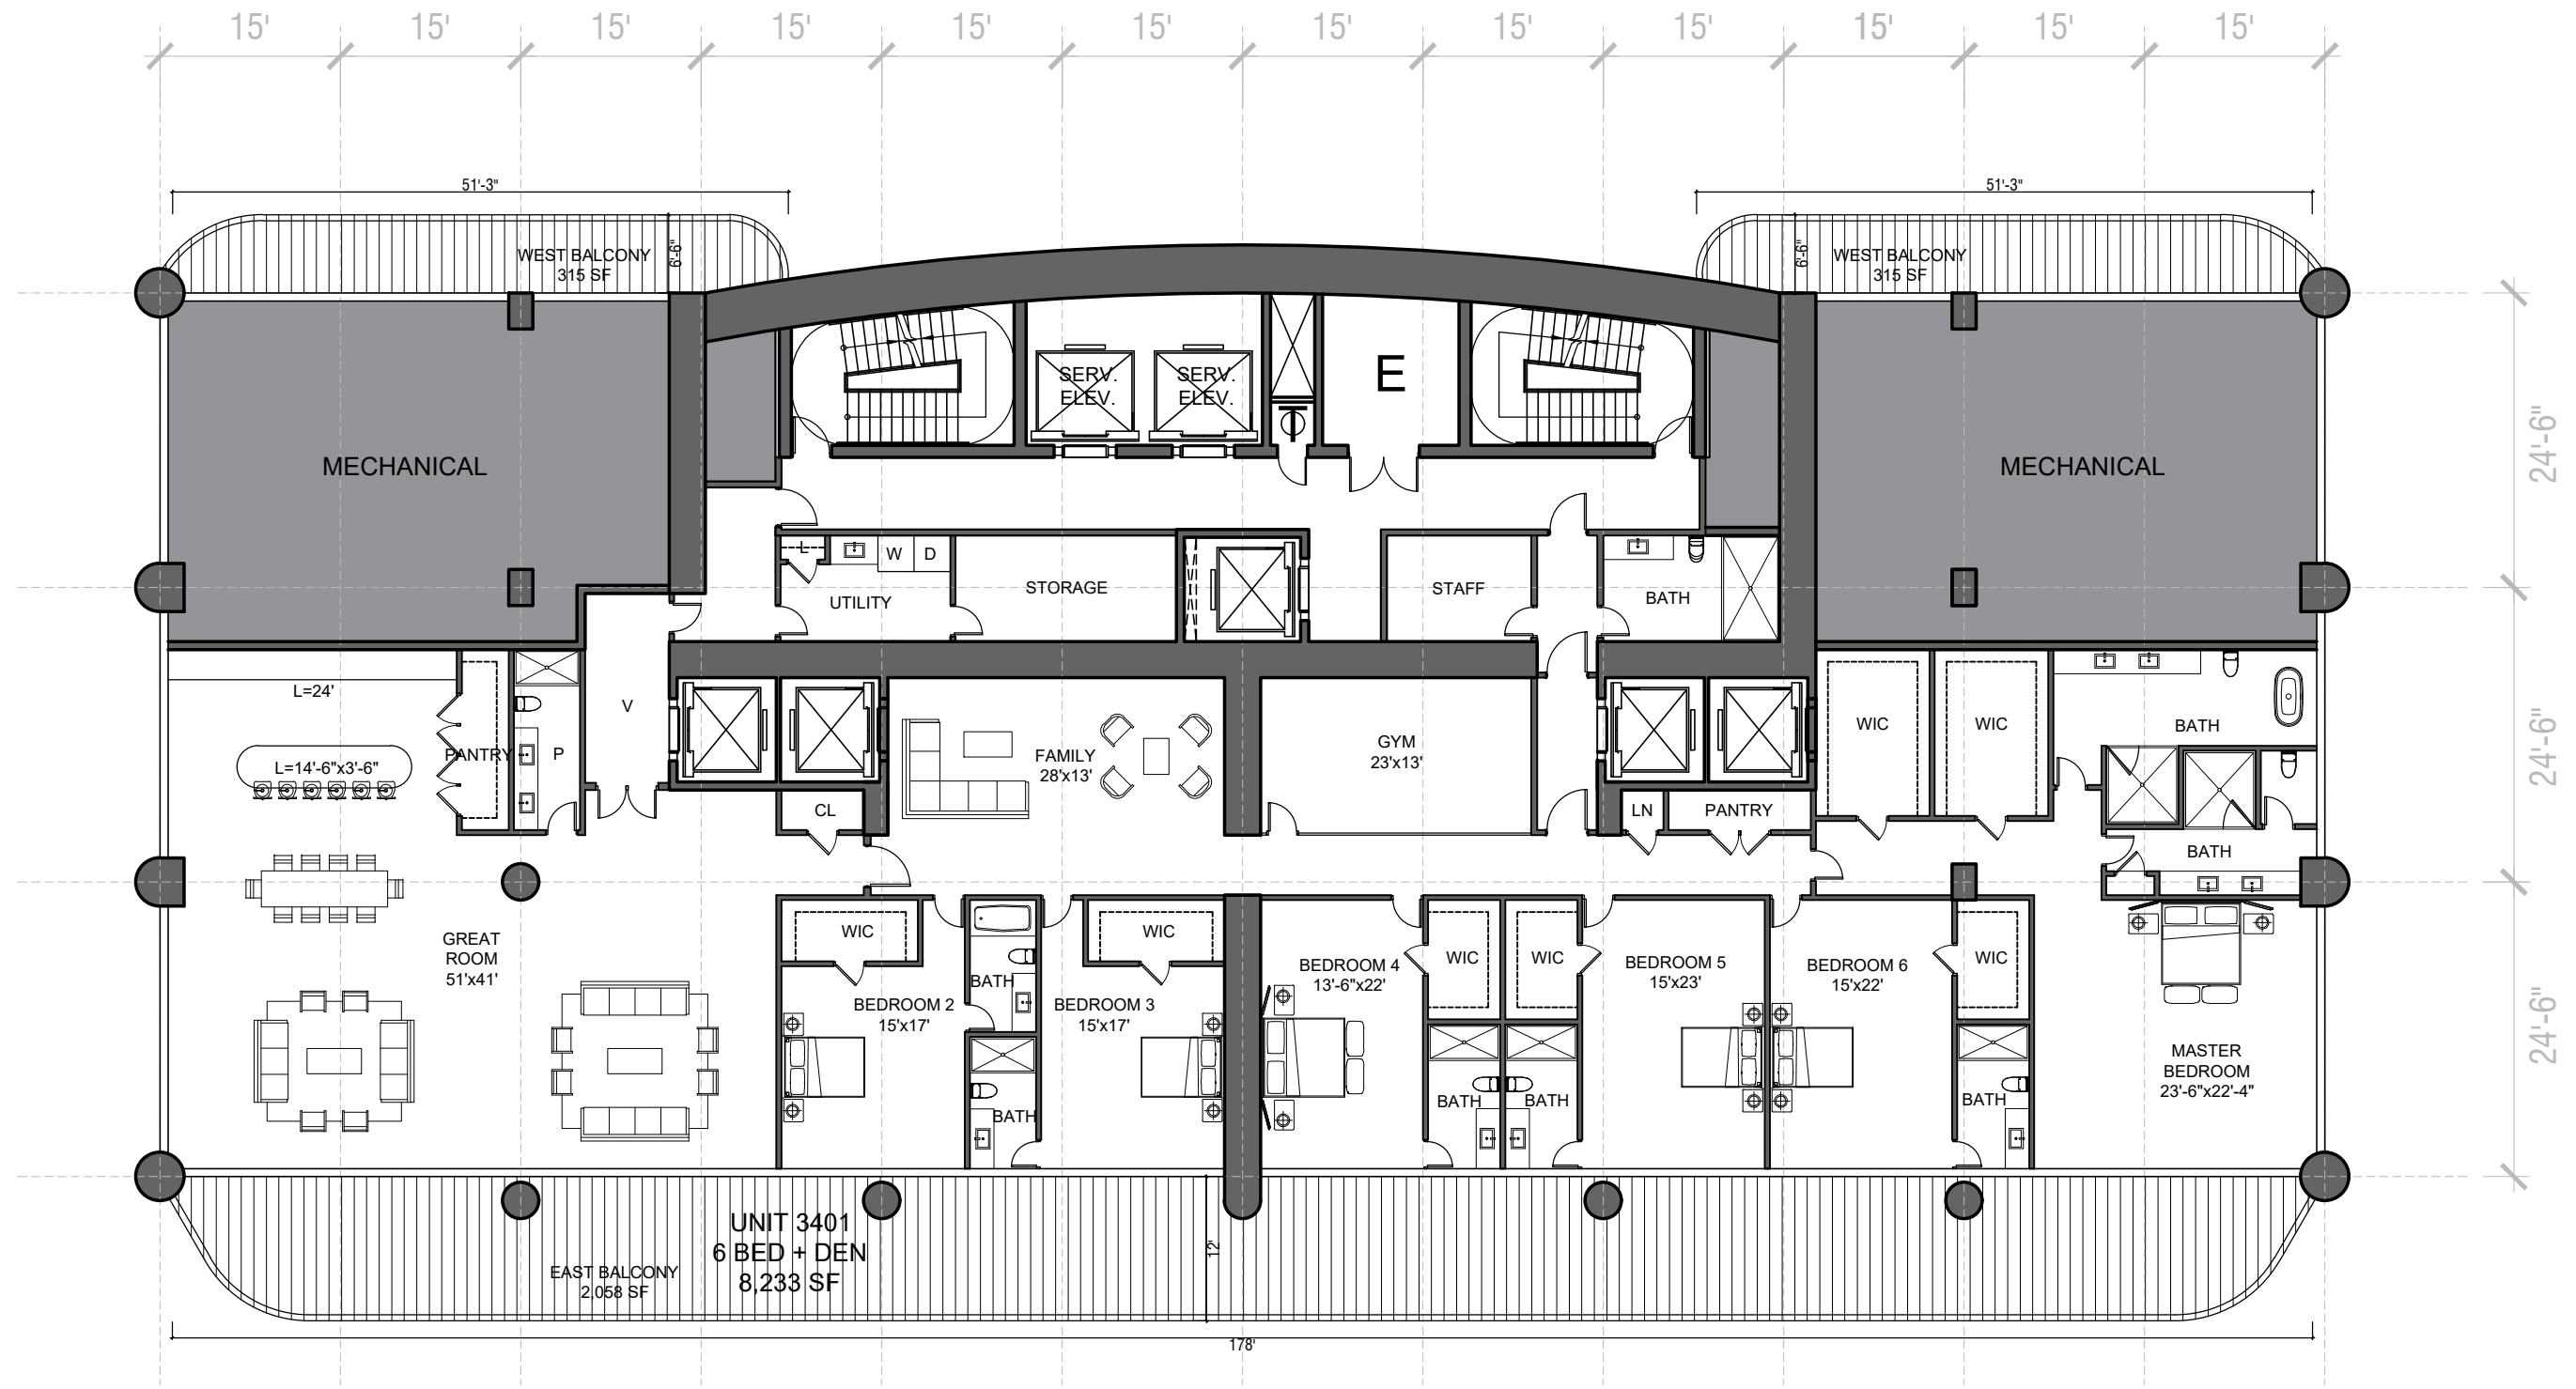 15' 15' 15' 15' 15' 15' 15' 15' 15' 15' 15' 15'
51'-3" 51'-3"
WEST BALCONY
315 SF
6'-6"
6'-6"
WEST BALCONY
315 SF
24'-6"
24'-6"
24'-6"
SERV.
ELEV.
SERV.
ELEV.
E
T
MECHANICAL
MECHANICAL
L
W
D
UTILITY
STORAGE
STAFF
BATH
L=24'
L=14'-6"x3'-6"
PANTRY
P
V
CL
FAMILY
28'x13'
GYM
23'x13'
LN
PANTRY
WIC
WIC
BATH
BATH
GREAT
ROOM
51'x41'
WIC
BEDROOM 2
15'x17'
BATH
BATH
WIC
BEDROOM 3
15'x17'
BEDROOM 4
13'-6"x22'
WIC
BATH
WIC
BATH
BEDROOM 5
15'x23'
BEDROOM 6
15'x22'
WIC
BATH
MASTER
BEDROOM
23'-6"x22'-4"
UNIT 3401
6 BED + DEN
8,233 SF
EAST BALCONY
2,058 SF
12'
178'